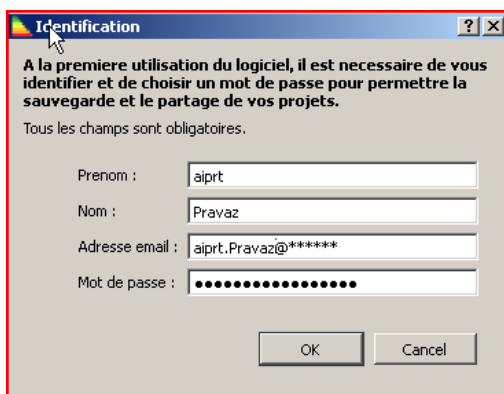 Identification
A la premiere utilisation du logiciel, il est necessaire de vous
identifier et de choisir un mot de passe pour permettre la
sauvegarde et le partage de vos projets.
Tous les champs sont obligatoires.
Prenom : aiprt
Nom : Pravaz
Adresse email : aiprt.Pravaz@******
Mot de passe : ●●●●●●●●●●●●●●●●●
OK Cancel